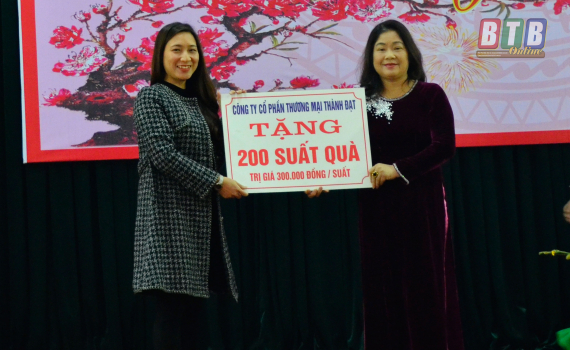 BTB
Online
CÔNG TY CỔ PHẦN THƯƠNG MẠI THÀNH ĐẠT
TẶNG
200 SUẤT QUÀ
TRỊ GIÁ 300.000 ĐỒNG / SUẤT